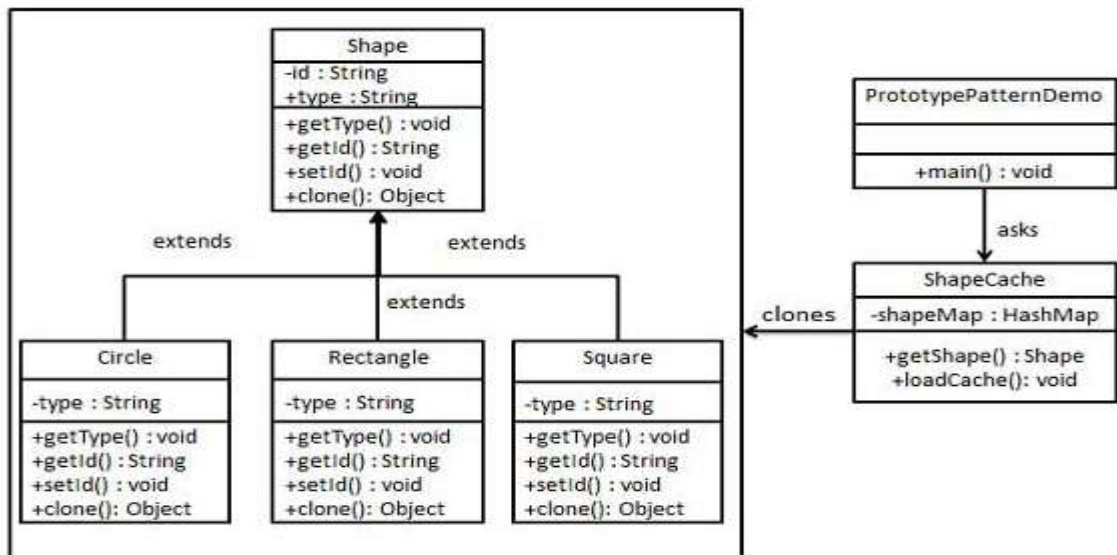 Shape
-id : String
+type : String
+getType() : void
+getId() : String
+setId() : void
+clone(): Object
extends
extends
extends
Circle
-type : String
+getType() : void
+getId() : String
+setId() : void
+clone(): Object
Rectangle
-type : String
+getType() : void
+getId() : String
+setId() : void
+clone(): Object
Square
-type : String
+getType() : void
+getId() : String
+setId() : void
+clone(): Object
PrototypePatternDemo
+main() : void
asks
ShapeCache
-shapeMap : HashMap
+getShape() : Shape
+loadCache(): void
clones